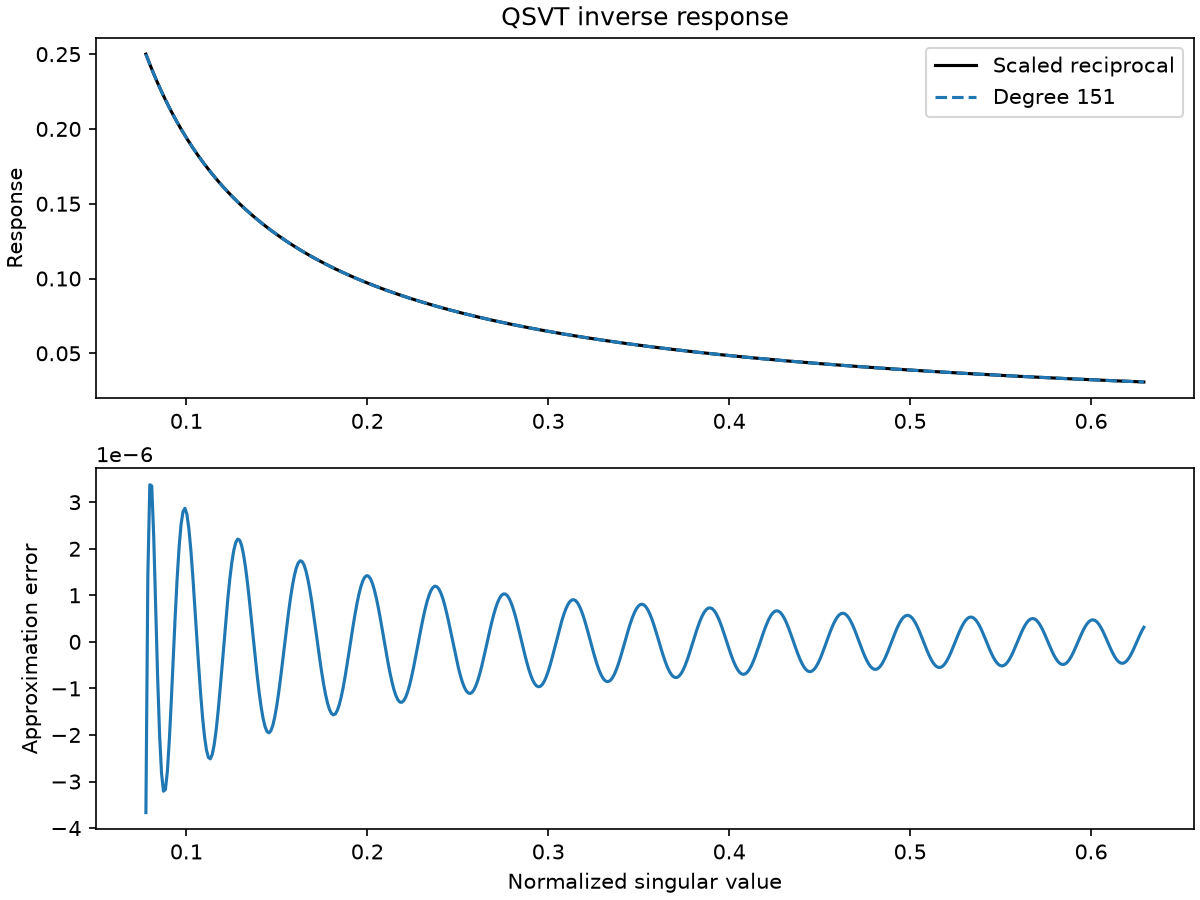 QSVT inverse response
Response
0.25
0.20
0.15
0.10
0.05
Scaled reciprocal
Degree 151
0.1 0.2 0.3 0.4 0.5 0.6
1e−6
Approximation error
3
2
1
0
−1
−2
−3
−4
0.1 0.2 0.3 0.4 0.5 0.6
Normalized singular value